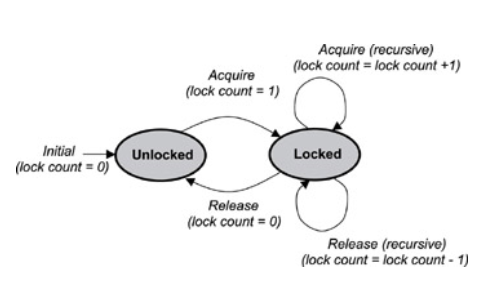 Acquire (recursive)
(lock count = lock count +1)
Acquire
(lock count = 1)
Initial
(lock count = 0)
Unlocked
Locked
Release
(lock count = 0)
Release (recursive)
(lock count = lock count - 1)